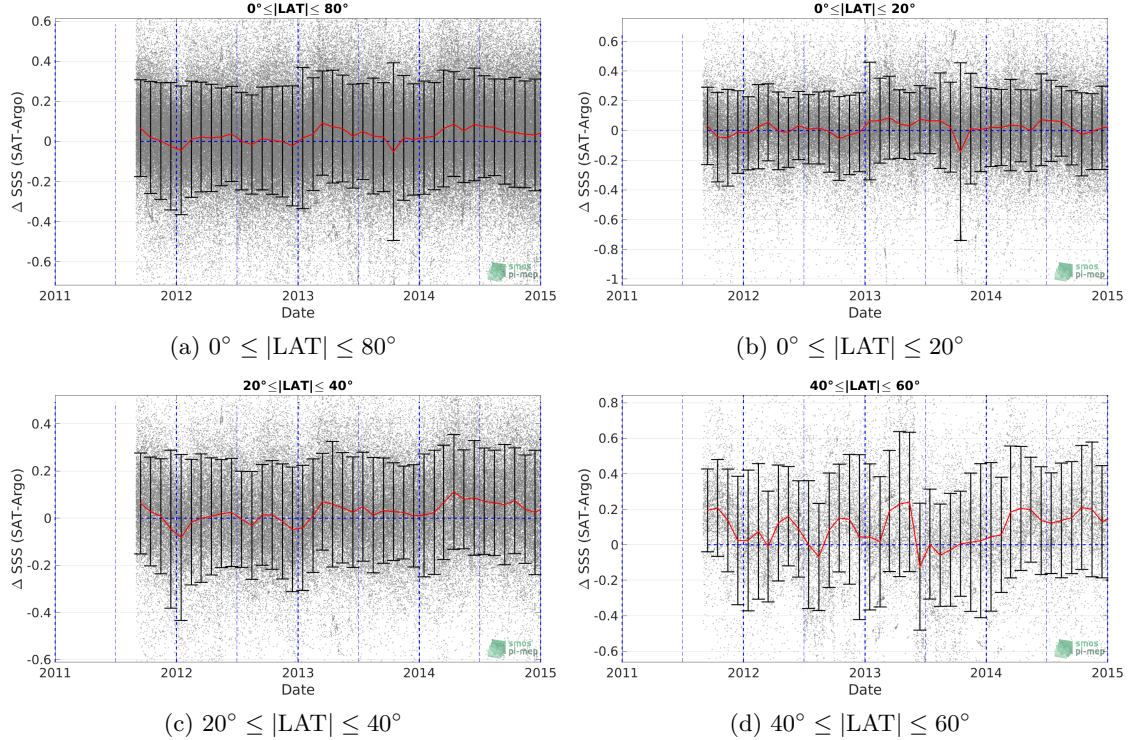 0°≤|LAT|≤ 80°
Δ SSS (SAT-Argo)
0.6
0.4
0.2
0
-0.2
-0.4
-0.6
smos
pi-mep
2011 2012 2013 2014 2015
Date
(a) 0° ≤ |LAT| ≤ 80°
0°≤|LAT|≤ 20°
Δ SSS (SAT-Argo)
0.6
0.4
0.2
0
-0.2
-0.4
-0.6
-0.8
-1
smos
pi-mep
2011 2012 2013 2014 2015
Date
(b) 0° ≤ |LAT| ≤ 20°
20°≤|LAT|≤ 40°
Δ SSS (SAT-Argo)
0.4
0.2
0
-0.2
-0.4
-0.6
smos
pi-mep
2011 2012 2013 2014 2015
Date
(c) 20° ≤ |LAT| ≤ 40°
40°≤|LAT|≤ 60°
Δ SSS (SAT-Argo)
0.8
0.6
0.4
0.2
0
-0.2
-0.4
-0.6
smos
pi-mep
2011 2012 2013 2014 2015
Date
(d) 40° ≤ |LAT| ≤ 60°